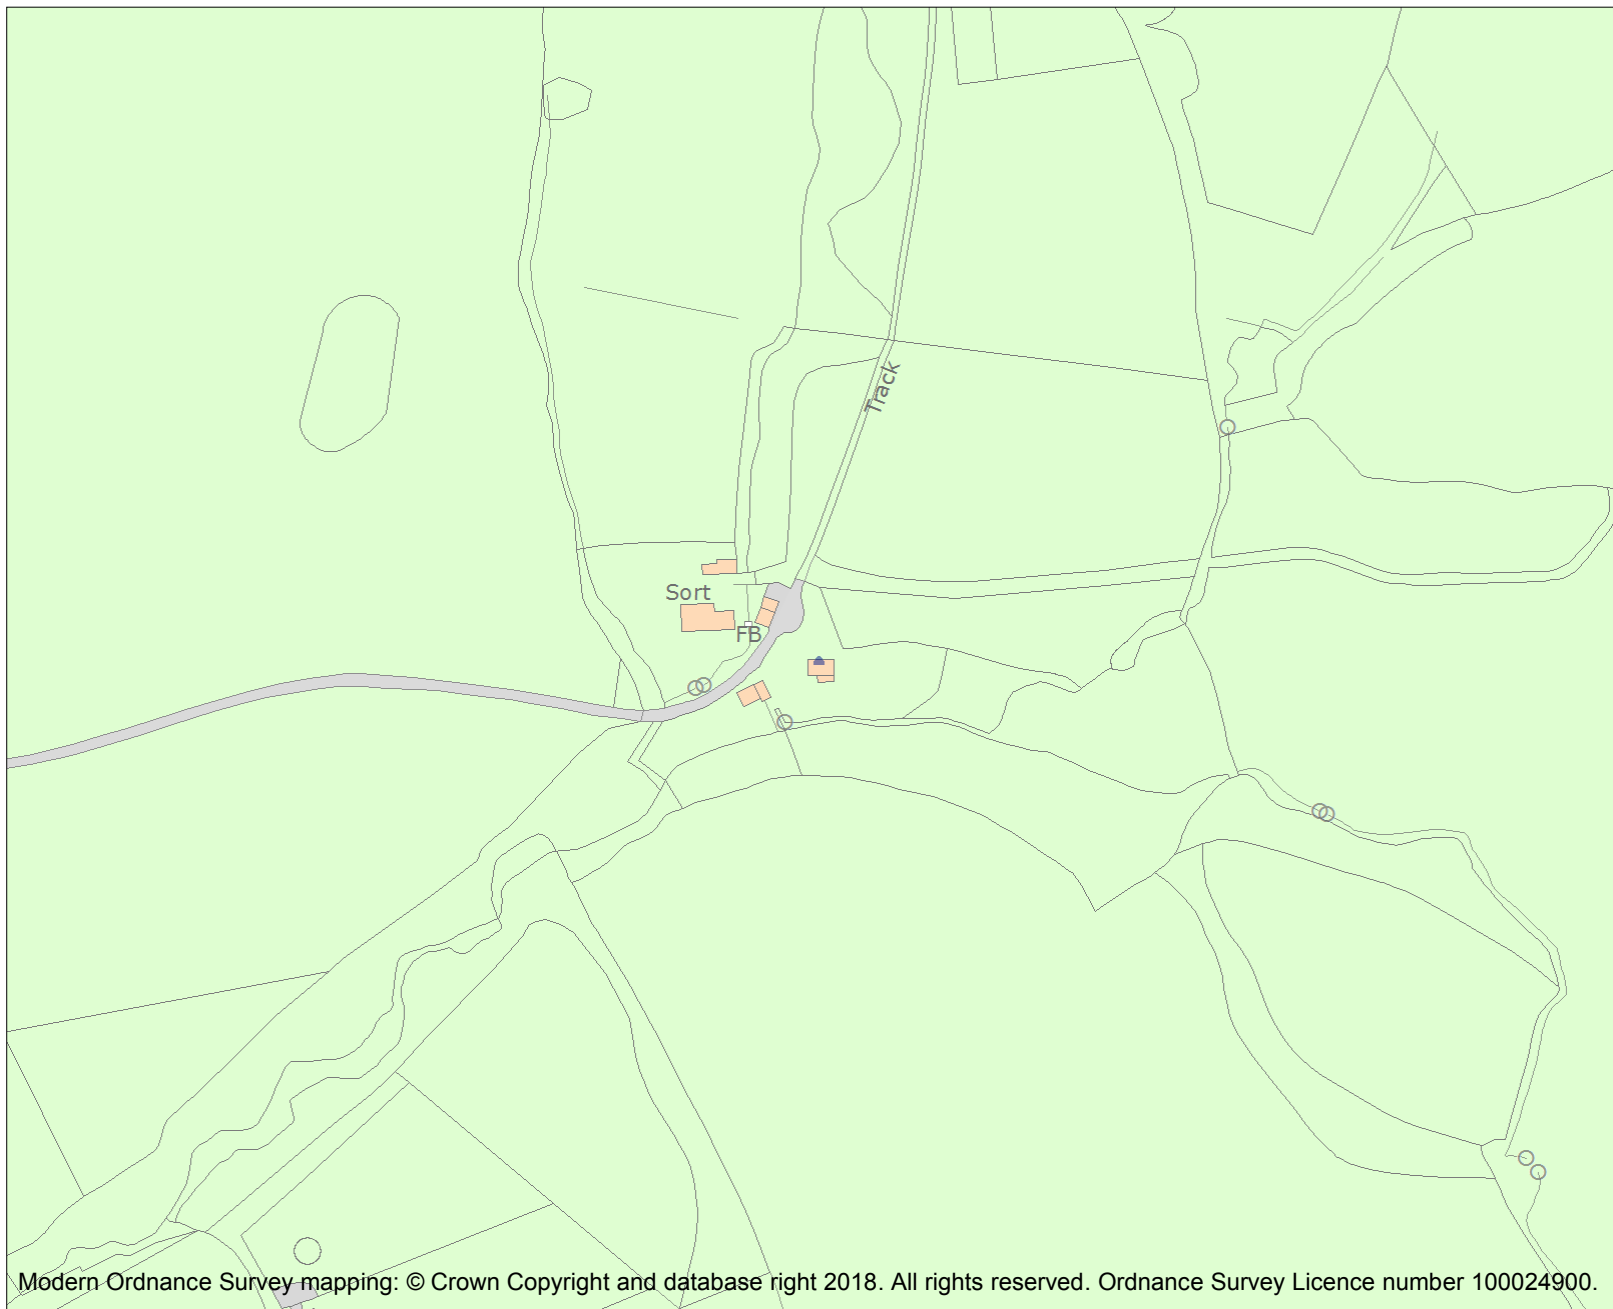 Track
Sort
FB
Modern Ordnance Survey mapping: © Crown Copyright and database right 2018. All rights reserved. Ordnance Survey Licence number 100024900.